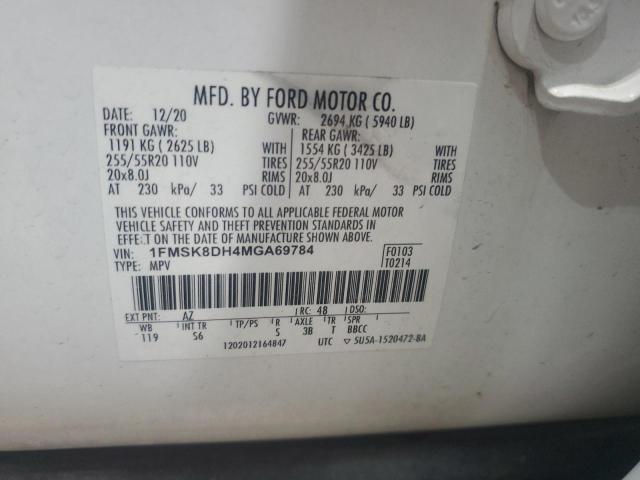 MFD. BY FORD MOTOR CO.
DATE: 12/20 GVWR: 2694 KG ( 5940 LB)
FRONT GAWR: REAR GAWR:
1191 KG ( 2625 LB) WITH 1554 KG ( 3425 LB) WITH
255/55R20 110V TIRES 255/55R20 110V TIRES
20x8.0J RIMS 20x8.0J RIMS
AT 230 kPa/ 33 PSI COLD AT 230 kPa/ 33 PSI COLD
THIS VEHICLE CONFORMS TO ALL APPLICABLE FEDERAL MOTOR
VEHICLE SAFETY AND THEFT PREVENTION STANDARDS IN
EFFECT ON THE DATE OF MANUFACTURE SHOWN ABOVE.
VIN: 1FMSK8DH4MGA69784 F0103
TYPE: MPV T0214
EXT PNT: AZ RC: 48 DSO:
WB INT TR TP/PS R AXLE TR SPR
119 S6 S 3B T BBCC
1202012164847 UTC ▽ 5U5A-1520472-BA